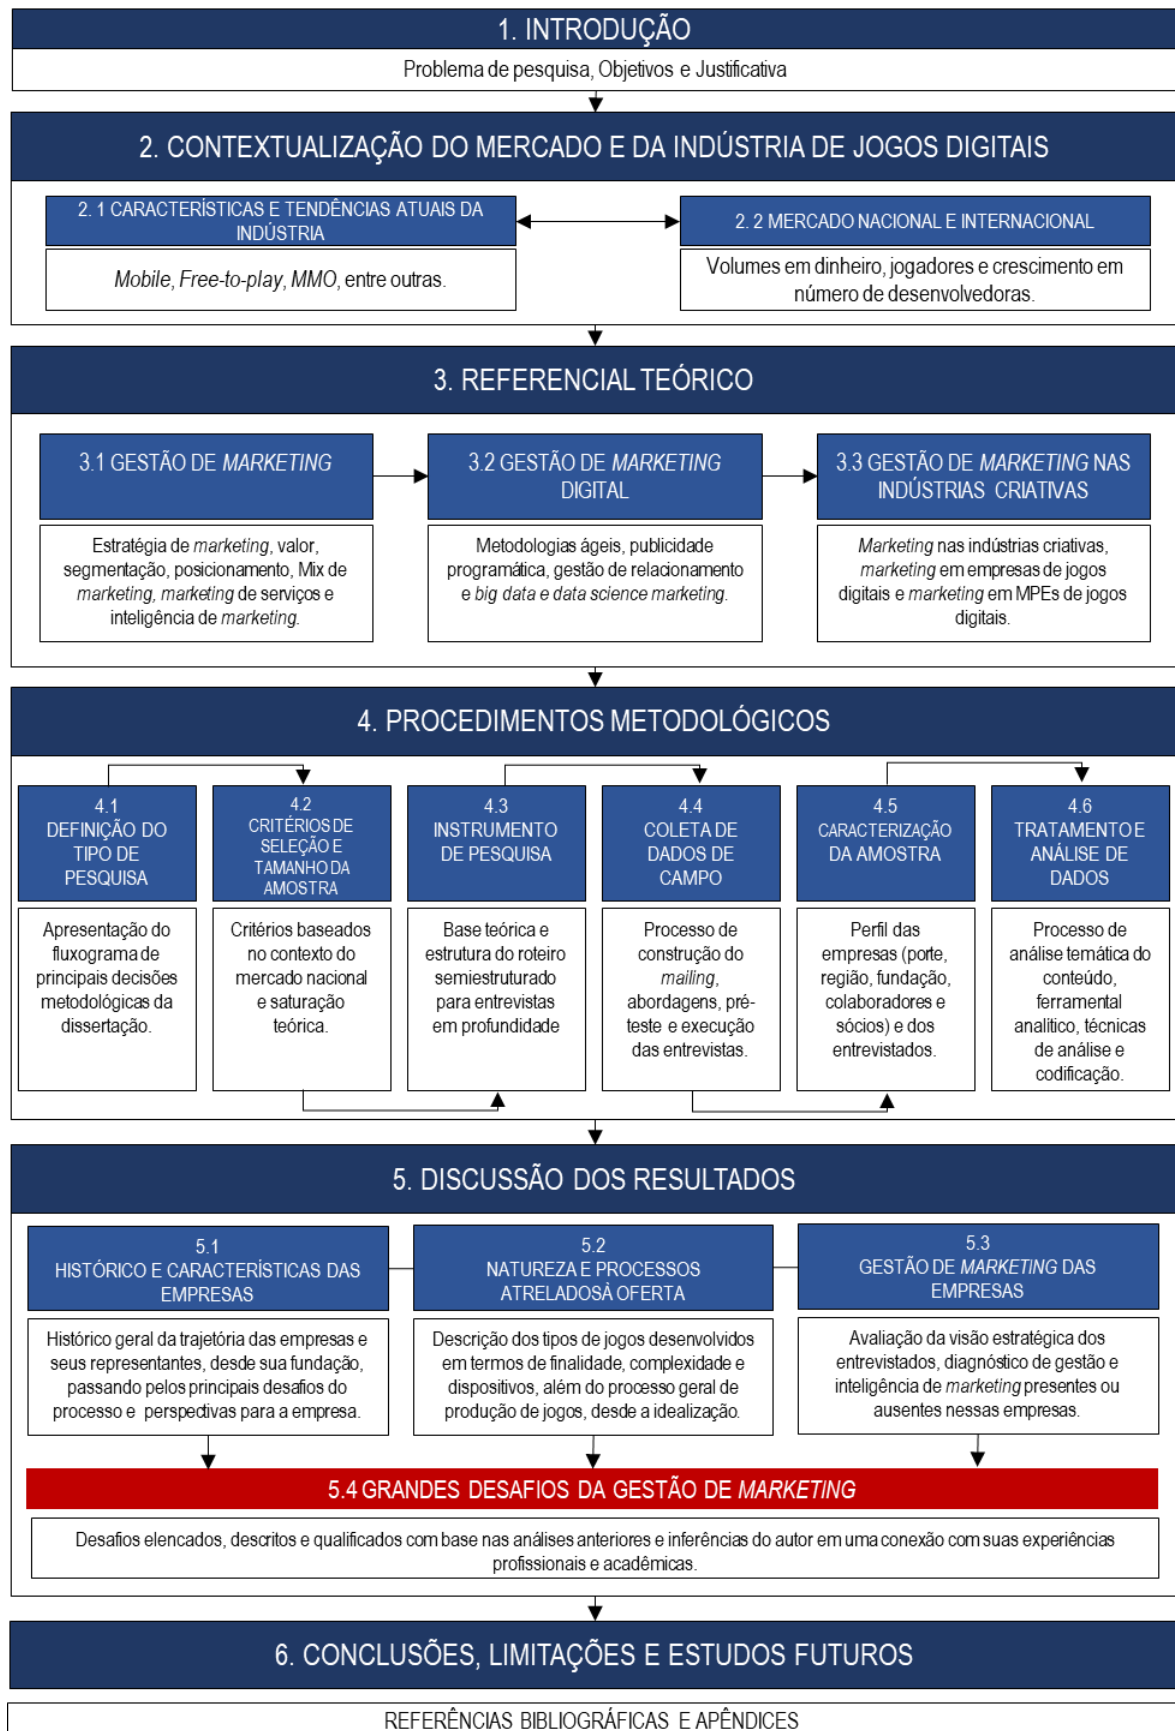 1. INTRODUÇÃO
Problema de pesquisa, Objetivos e Justificativa
2. CONTEXTUALIZAÇÃO DO MERCADO E DA INDÚSTRIA DE JOGOS DIGITAIS
2. 1 CARACTERÍSTICAS E TENDÊNCIAS ATUAIS DA
INDÚSTRIA
Mobile, Free-to-play, MMO, entre outras.
2. 2 MERCADO NACIONAL E INTERNACIONAL
Volumes em dinheiro, jogadores e crescimento em
número de desenvolvedoras.
3. REFERENCIAL TEÓRICO
3.1 GESTÃO DE MARKETING
Estratégia de marketing, valor,
segmentação, posicionamento, Mix de
marketing, marketing de serviços e
inteligência de marketing.
3.2 GESTÃO DE MARKETING
DIGITAL
Metodologias ágeis, publicidade
programática, gestão de relacionamento
e big data e data science marketing.
3.3 GESTÃO DE MARKETING NAS
INDÚSTRIAS CRIATIVAS
Marketing nas indústrias criativas,
marketing em empresas de jogos
digitais e marketing em MPEs de jogos
digitais.
4. PROCEDIMENTOS METODOLÓGICOS
4.1
DEFINIÇÃO DO
TIPO DE
PESQUISA
Apresentação do
fluxograma de
principais decisões
metodológicas da
dissertação.
4.2
CRITÉRIOS DE
SELEÇÃO E
TAMANHO DA
AMOSTRA
Critérios baseados
no contexto do
mercado nacional
e saturação
teórica.
4.3
INSTRUMENTO
DE PESQUISA
Base teórica e
estrutura do roteiro
semiestruturado
para entrevistas
em profundidade
4.4
COLETA DE
DADOS DE
CAMPO
Processo de
construção do
mailing,
abordagens, pré-
teste e execução
das entrevistas.
4.5
CARACTERIZAÇÃO
DA AMOSTRA
Perfil das
empresas (porte,
região, fundação,
colaboradores e
sócios) e dos
entrevistados.
4.6
TRATAMENTO E
ANÁLISE DE
DADOS
Processo de
análise temática do
conteúdo,
ferramental
analítico, técnicas
de análise e
codificação.
5. DISCUSSÃO DOS RESULTADOS
5.1
HISTÓRICO E CARACTERÍSTICAS DAS
EMPRESAS
Histórico geral da trajetória das empresas e
seus representantes, desde sua fundação,
passando pelos principais desafios do
processo e perspectivas para a empresa.
5.2
NATUREZA E PROCESSOS
ATRELADOSÀ OFERTA
Descrição dos tipos de jogos desenvolvidos
em termos de finalidade, complexidade e
dispositivos, além do processo geral de
produção de jogos, desde a idealização.
5.3
GESTÃO DE MARKETING DAS
EMPRESAS
Avaliação da visão estratégica dos
entrevistados, diagnóstico de gestão e
inteligência de marketing presentes ou
ausentes nessas empresas.
5.4 GRANDES DESAFIOS DA GESTÃO DE MARKETING
Desafios elencados, descritos e qualificados com base nas análises anteriores e inferências do autor em uma conexão com suas experiências
profissionais e acadêmicas.
6. CONCLUSÕES, LIMITAÇÕES E ESTUDOS FUTUROS
REFERÊNCIAS BIBLIOGRÁFICAS E APÊNDICES